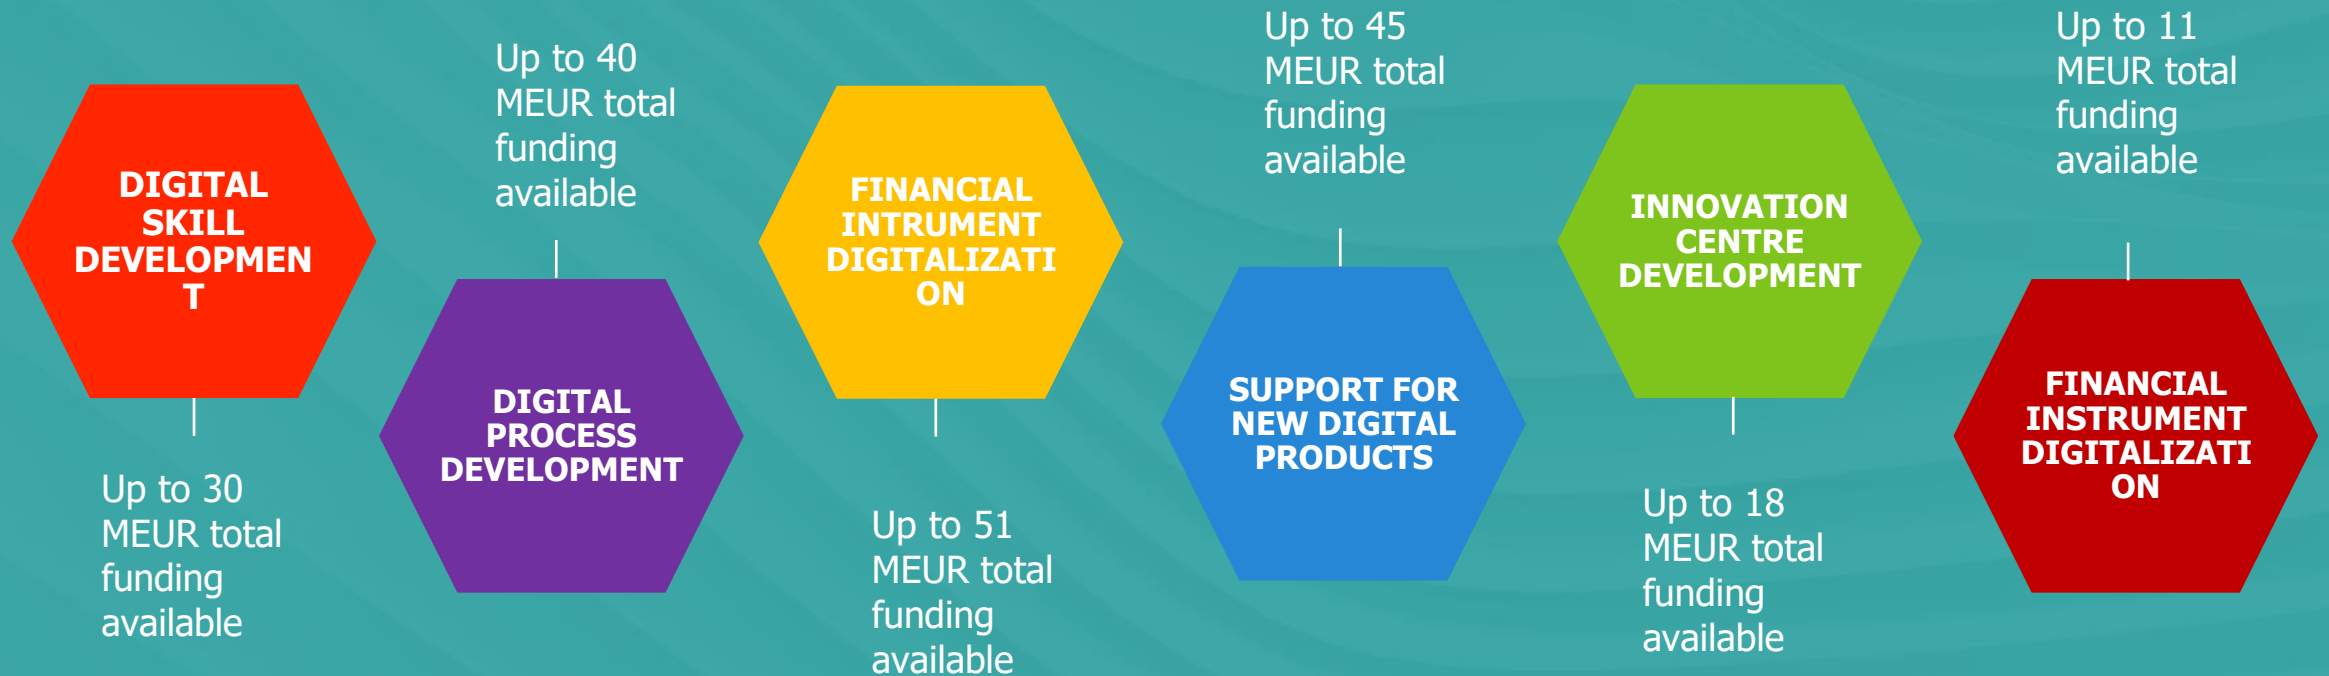 DIGITAL
SKILL
DEVELOPMEN
T
Up to 30
MEUR total
funding
available
Up to 40
MEUR total
funding
available
DIGITAL
PROCESS
DEVELOPMENT
FINANCIAL
INTRUMENT
DIGITALIZATI
ON
Up to 51
MEUR total
funding
available
Up to 45
MEUR total
funding
available
SUPPORT FOR
NEW DIGITAL
PRODUCTS
INNOVATION
CENTRE
DEVELOPMENT
Up to 18
MEUR total
funding
available
Up to 11
MEUR total
funding
available
FINANCIAL
INSTRUMENT
DIGITALIZATI
ON